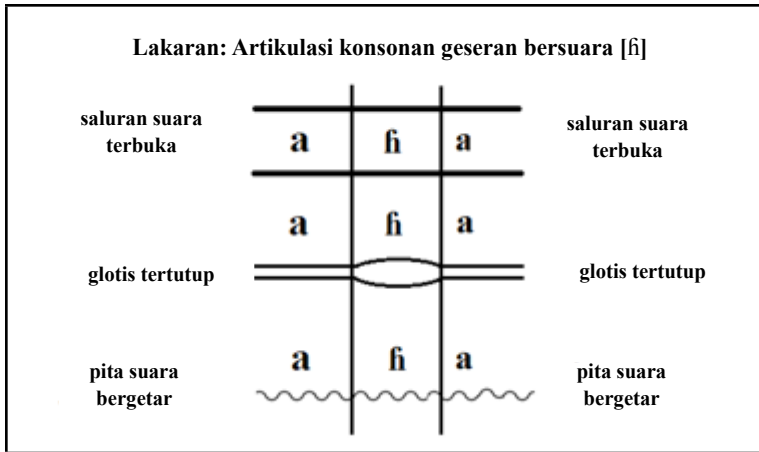 Lakaran: Artikulasi konsonan geseran bersuara [ɦ]
saluran suara
terbuka
a ɦ a
saluran suara
terbuka
a ɦ a
glotis tertutup
glotis tertutup
a ɦ a
pita suara
bergetar
pita suara
bergetar